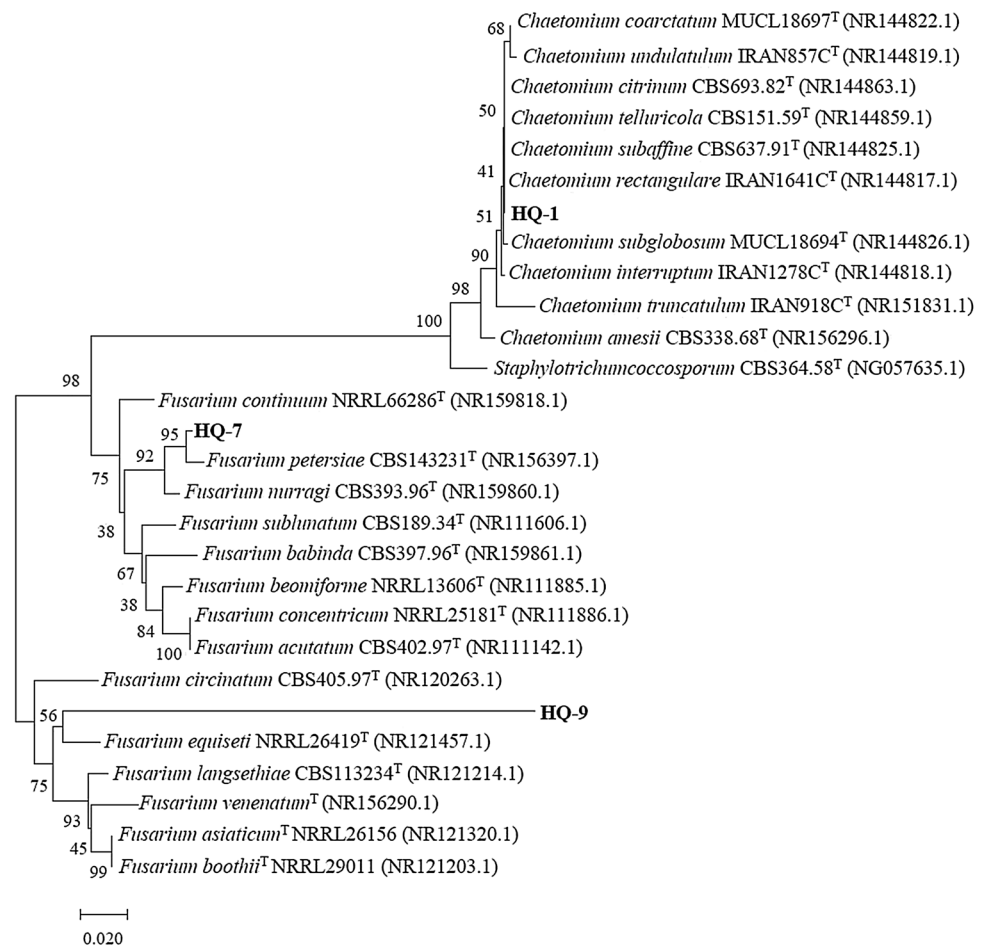 68
Chaetomium coarctatum MUCL18697T (NR144822.1)
Chaetomium undulatulum IRAN857CT (NR144819.1)
Chaetomium citrinum CBS693.82T (NR144863.1)
50
Chaetomium telluricola CBS151.59T (NR144859.1)
Chaetomium subaffine CBS637.91T (NR144825.1)
41
Chaetomium rectangulare IRAN1641CT (NR144817.1)
51
HQ-1
Chaetomium subglobosum MUCL18694T (NR144826.1)
90
Chaetomium interruptum IRAN1278CT (NR144818.1)
98
Chaetomium truncatulum IRAN918CT (NR151831.1)
100
Chaetomium amesii CBS338.68T (NR156296.1)
Staphylotrichumcoccosporum CBS364.58T (NG057635.1)
98
Fusarium continuum NRRL66286T (NR159818.1)
95
HQ-7
92
Fusarium petersiae CBS143231T (NR156397.1)
75
Fusarium nurragi CBS393.96T (NR159860.1)
38
Fusarium sublunatum CBS189.34T (NR111606.1)
Fusarium babinda CBS397.96T (NR159861.1)
67
Fusarium beomiforme NRRL13606T (NR111885.1)
38
Fusarium concentricum NRRL25181T (NR111886.1)
84
Fusarium acutatum CBS402.97T (NR111142.1)
100
Fusarium circinatum CBS405.97T (NR120263.1)
56
HQ-9
Fusarium equiseti NRRL26419T (NR121457.1)
75
Fusarium langsethiae CBS113234T (NR121214.1)
Fusarium venenatumT (NR156290.1)
93
Fusarium asiaticumT NRRL26156 (NR121320.1)
45
Fusarium boothiiT NRRL29011 (NR121203.1)
99
0.020